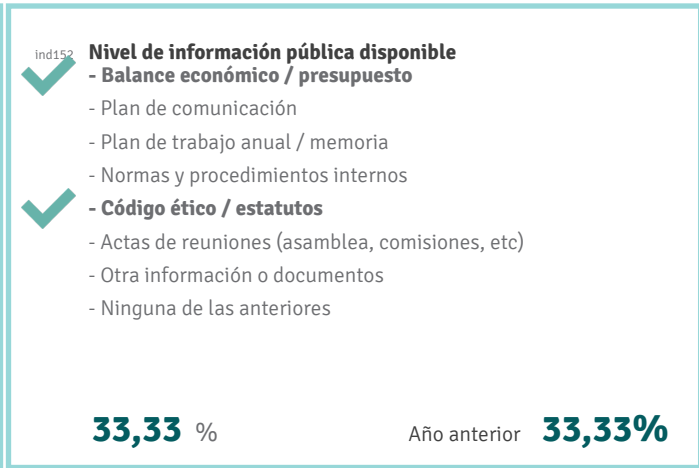 ind152 Nivel de información pública disponible
- Balance económico / presupuesto
- Plan de comunicación
- Plan de trabajo anual / memoria
- Normas y procedimientos internos
- Código ético / estatutos
- Actas de reuniones (asamblea, comisiones, etc)
- Otra información o documentos
- Ninguna de las anteriores
33,33 % Año anterior 33,33%